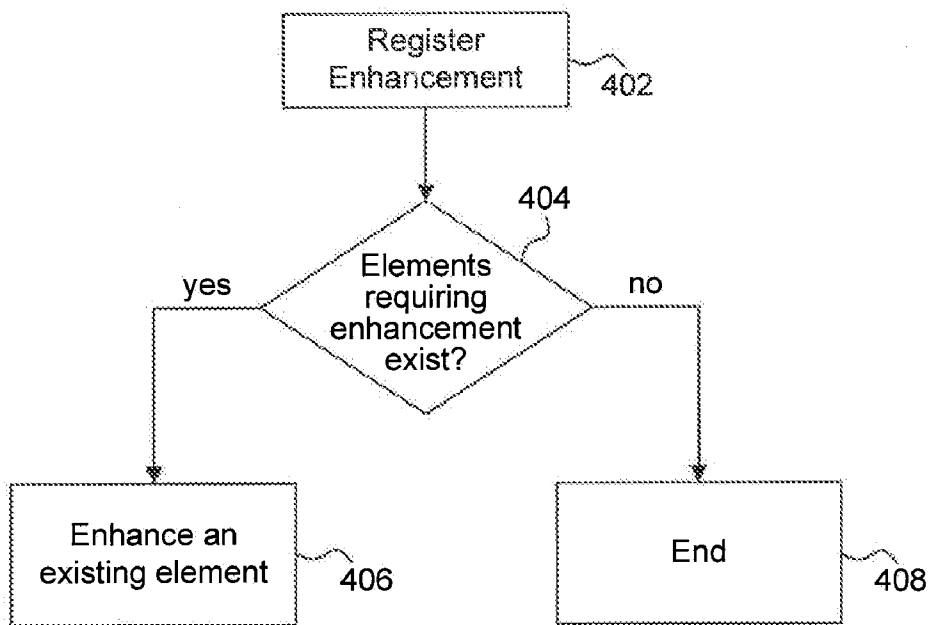 Register
Enhancement
402
404
Elements
requiring
enhancement
exist?
yes
no
Enhance an
existing element
406
End
408